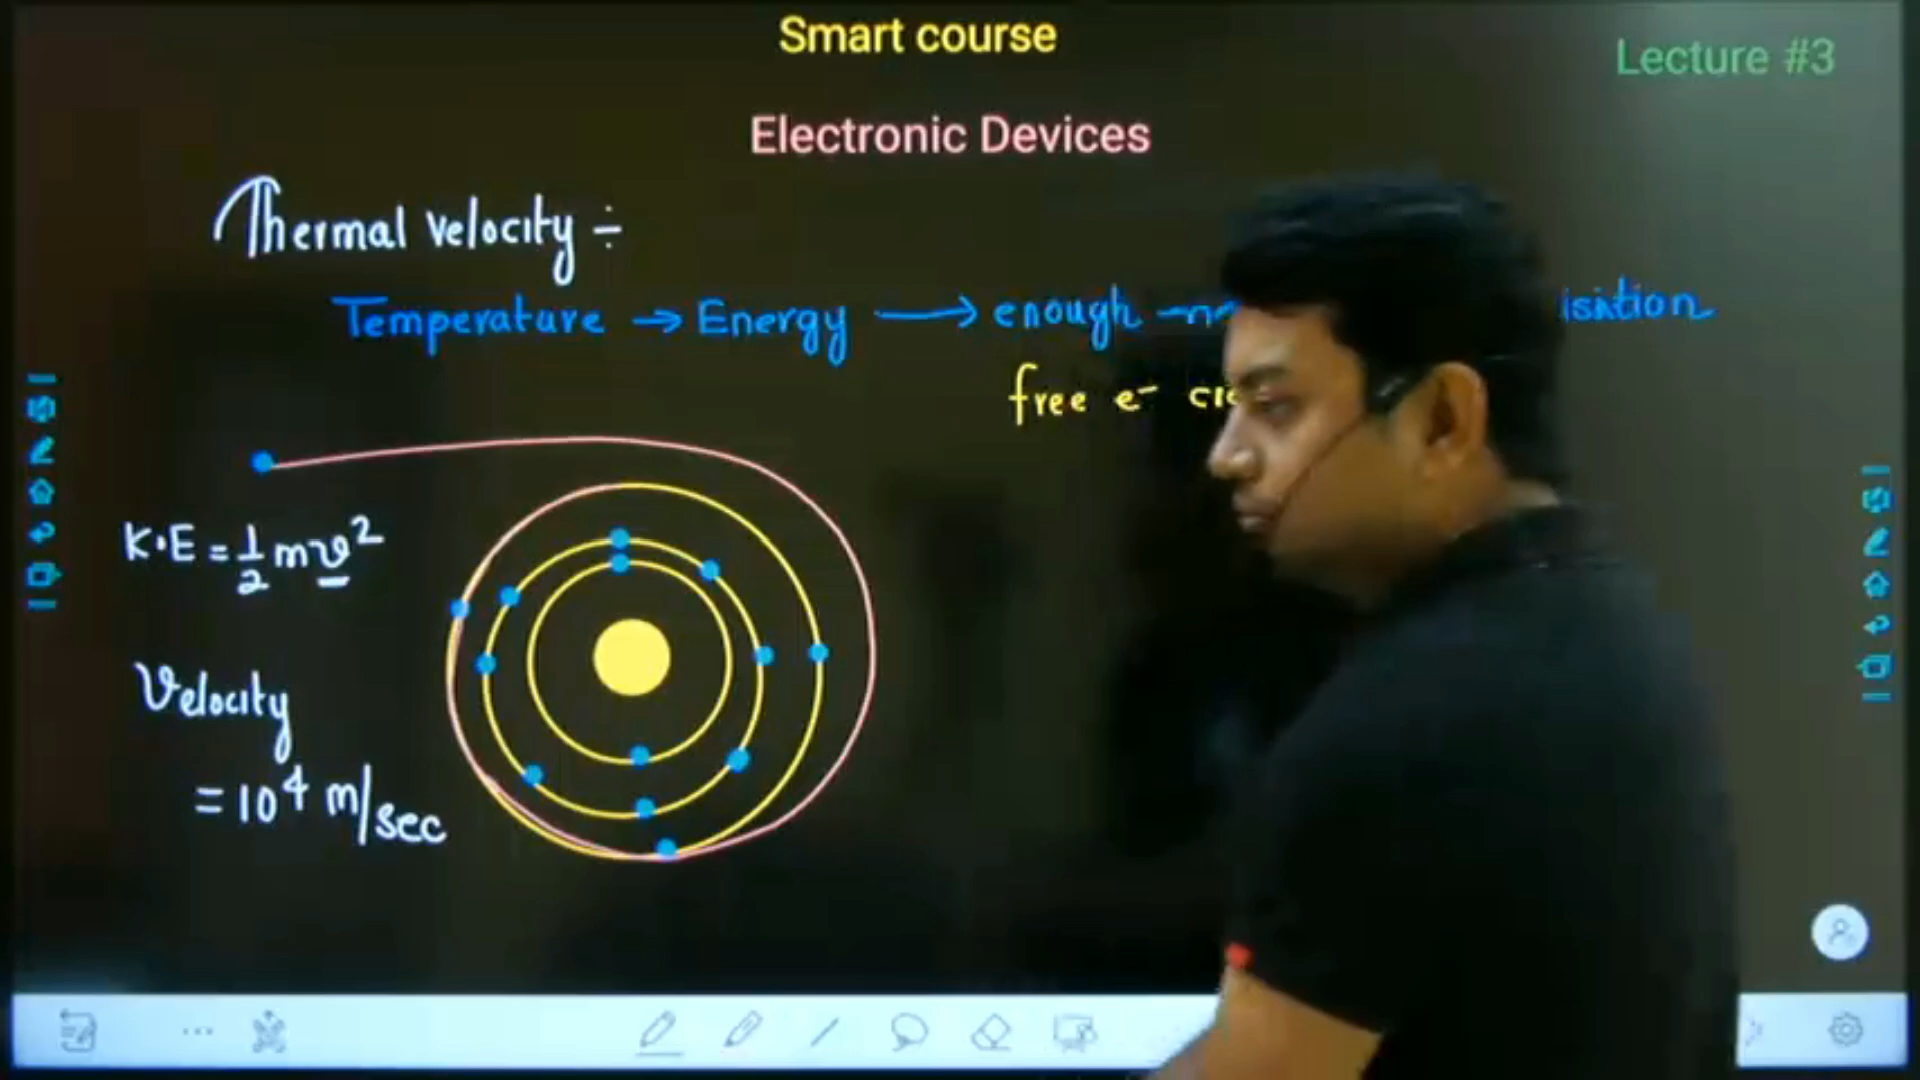 Smart course
Lecture #3
Electronic Devices
Thermal velocity :-
Temperature → Energy → enough
free e⁻
K.E = 1/2 mv²
Velocity
= 10⁴ m/sec